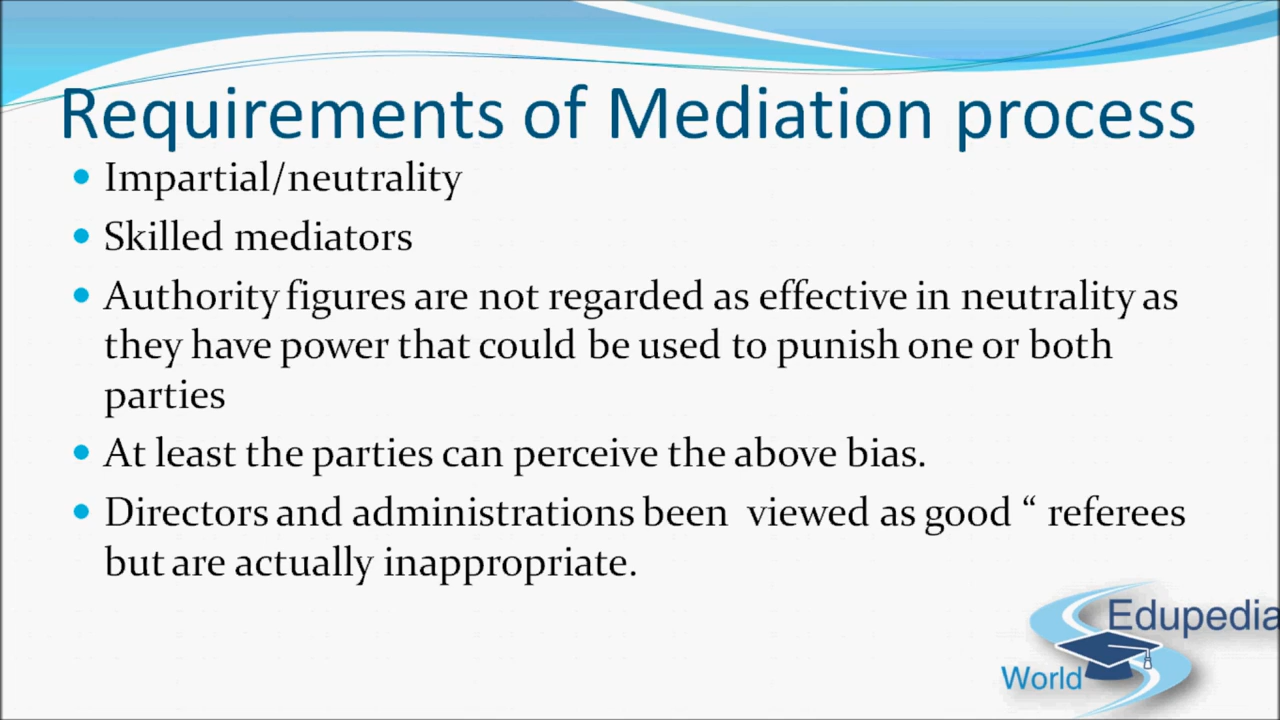 Requirements of Mediation process
Impartial/neutrality
Skilled mediators
Authority figures are not regarded as effective in neutrality as
they have power that could be used to punish one or both
parties
At least the parties can perceive the above bias.
Directors and administrations been viewed as good “ referees
but are actually inappropriate.
Edupedia
World